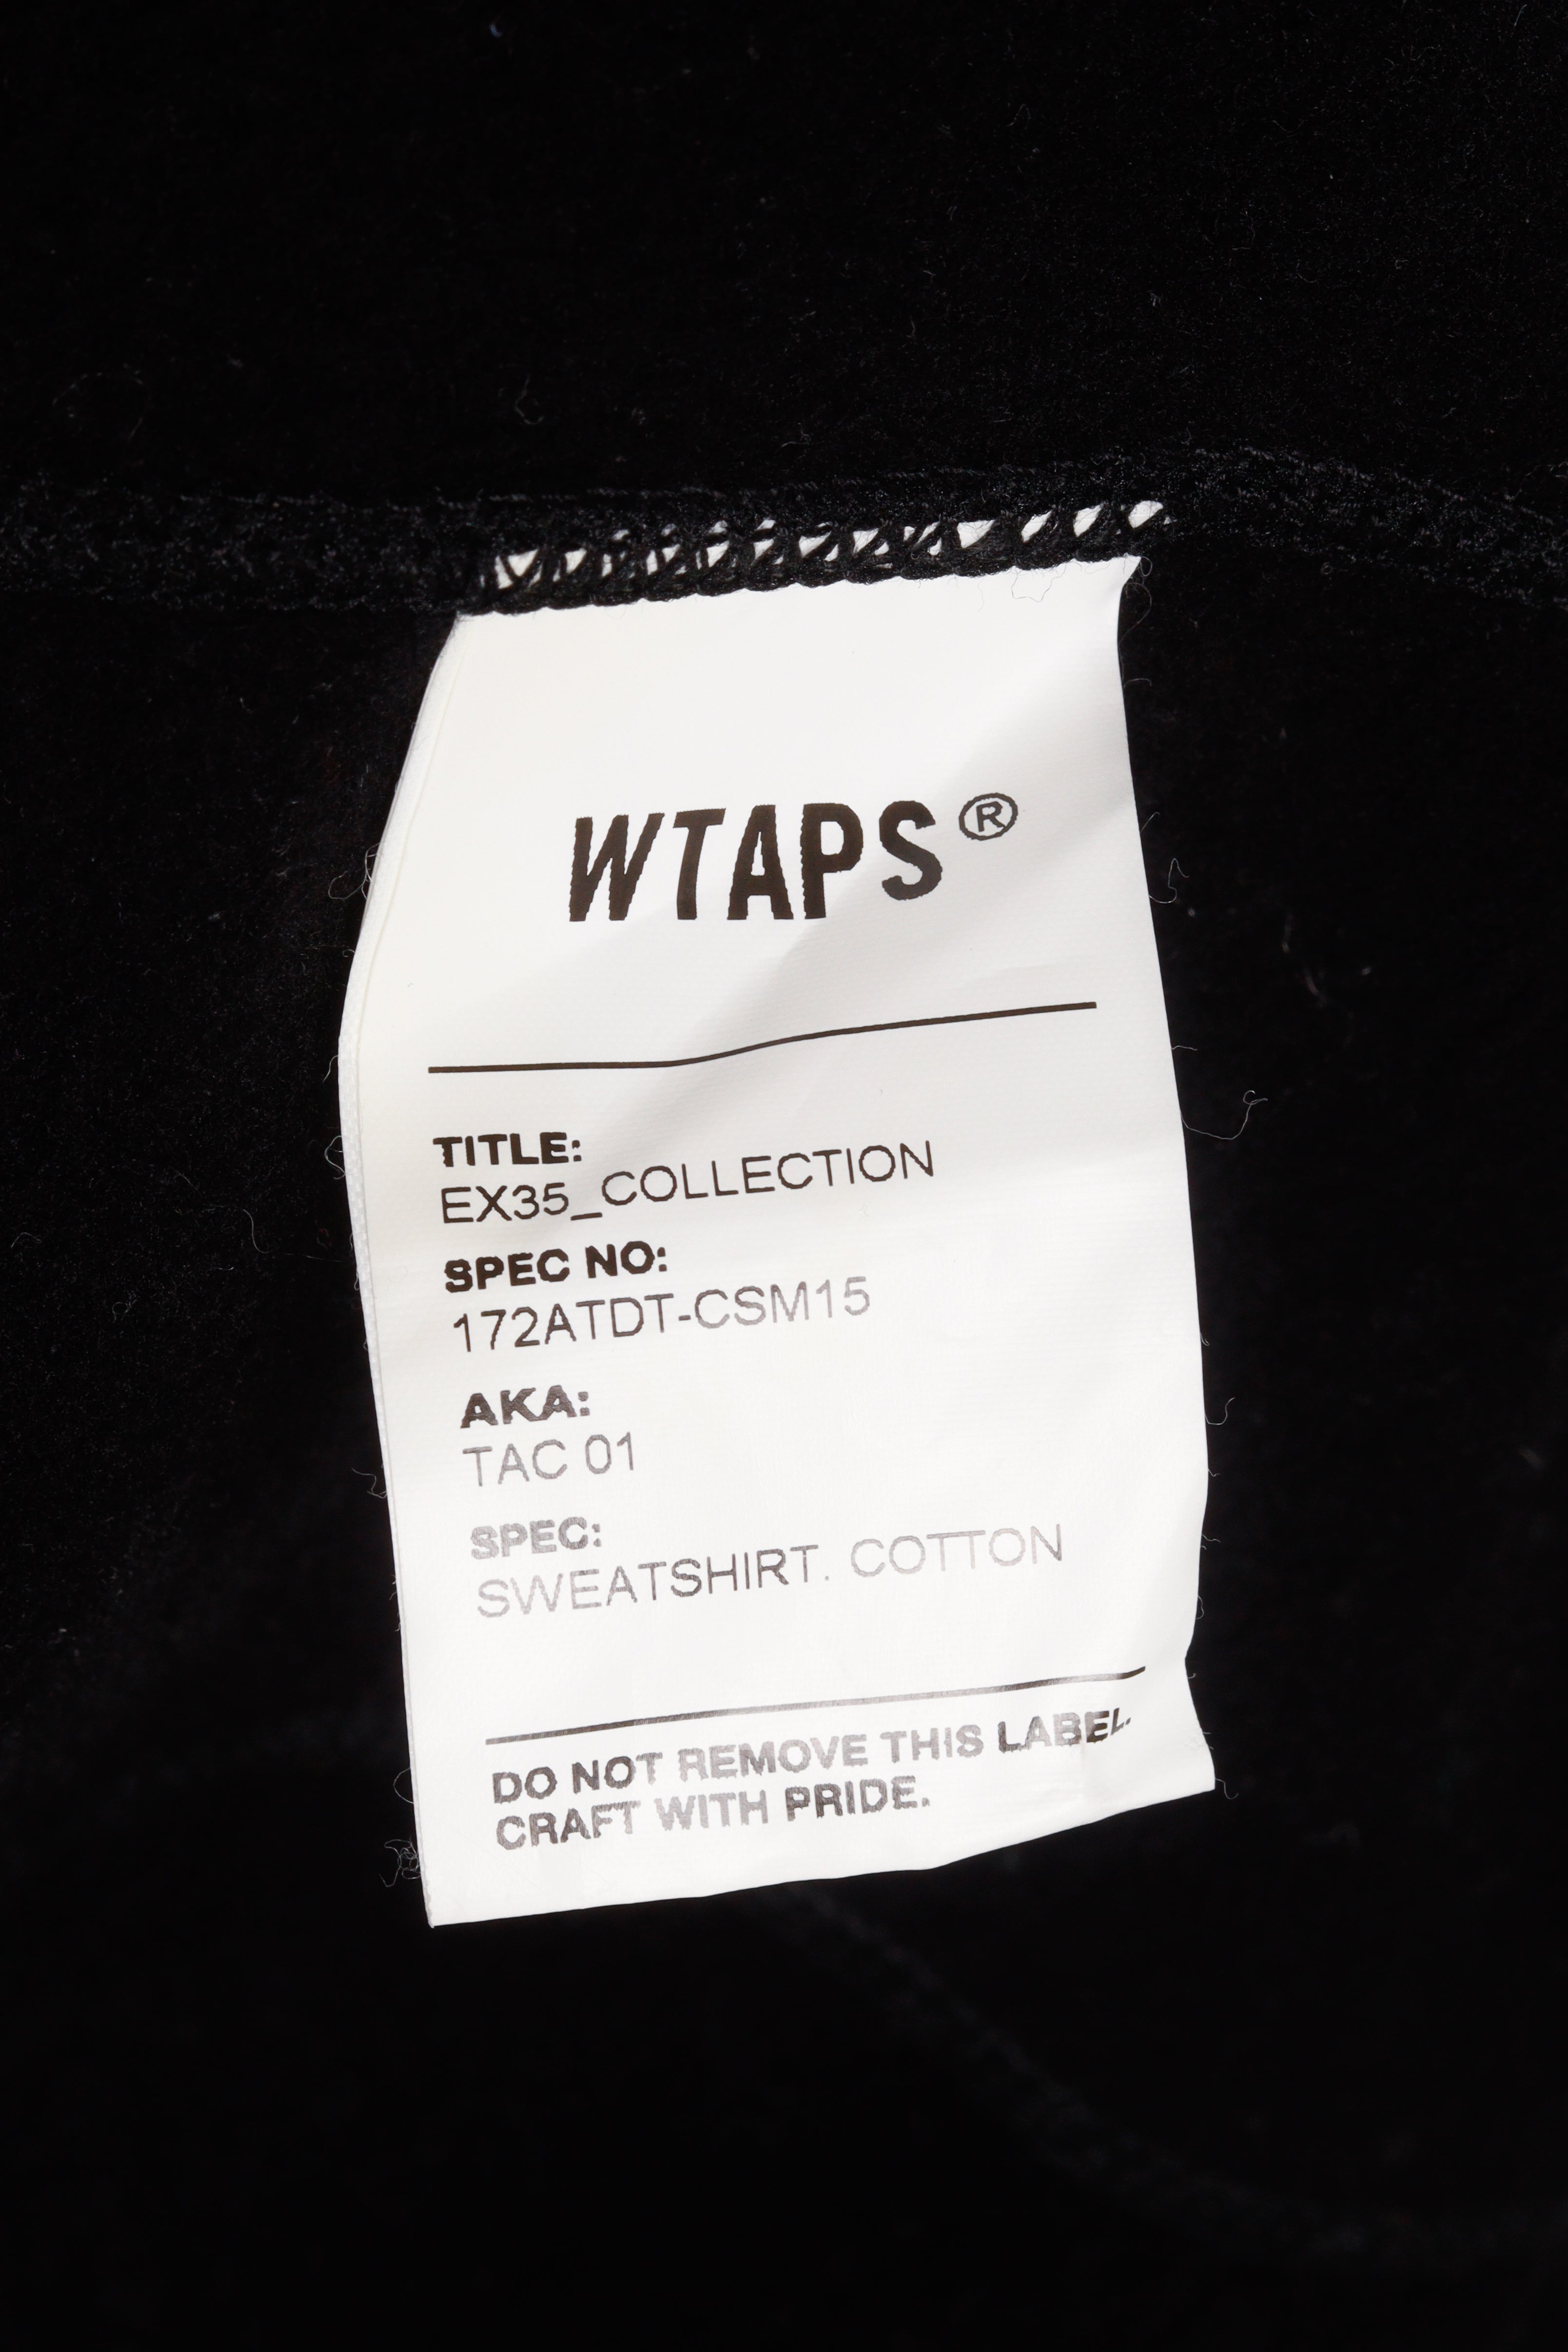 WTAPS®
TITLE:
EX35_COLLECTION
SPEC NO:
172ATDT-CSM15
AKA:
TAC 01
SPEC:
SWEATSHIRT. COTTON
DO NOT REMOVE THIS LABEL.
CRAFT WITH PRIDE.